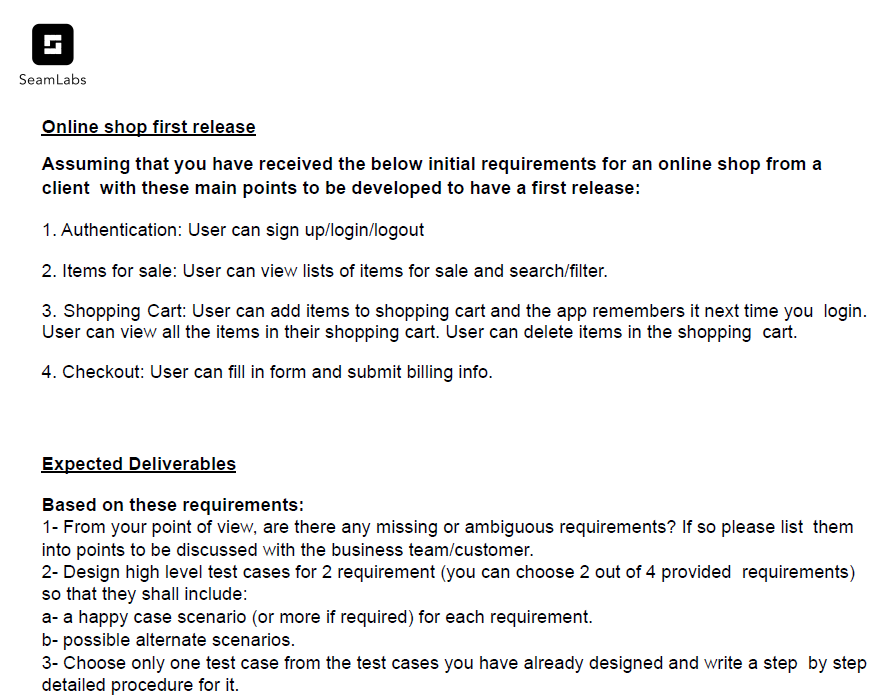 SeamLabs
Online shop first release
Assuming that you have received the below initial requirements for an online shop from a
client with these main points to be developed to have a first release:
1. Authentication: User can sign up/login/logout
2. Items for sale: User can view lists of items for sale and search/filter.
3. Shopping Cart: User can add items to shopping cart and the app remembers it next time you login.
User can view all the items in their shopping cart. User can delete items in the shopping cart.
4. Checkout: User can fill in form and submit billing info.
Expected Deliverables
Based on these requirements:
1- From your point of view, are there any missing or ambiguous requirements? If so please list them
into points to be discussed with the business team/customer.
2- Design high level test cases for 2 requirement (you can choose 2 out of 4 provided requirements)
so that they shall include:
a- a happy case scenario (or more if required) for each requirement.
b- possible alternate scenarios.
3- Choose only one test case from the test cases you have already designed and write a step by step
detailed procedure for it.